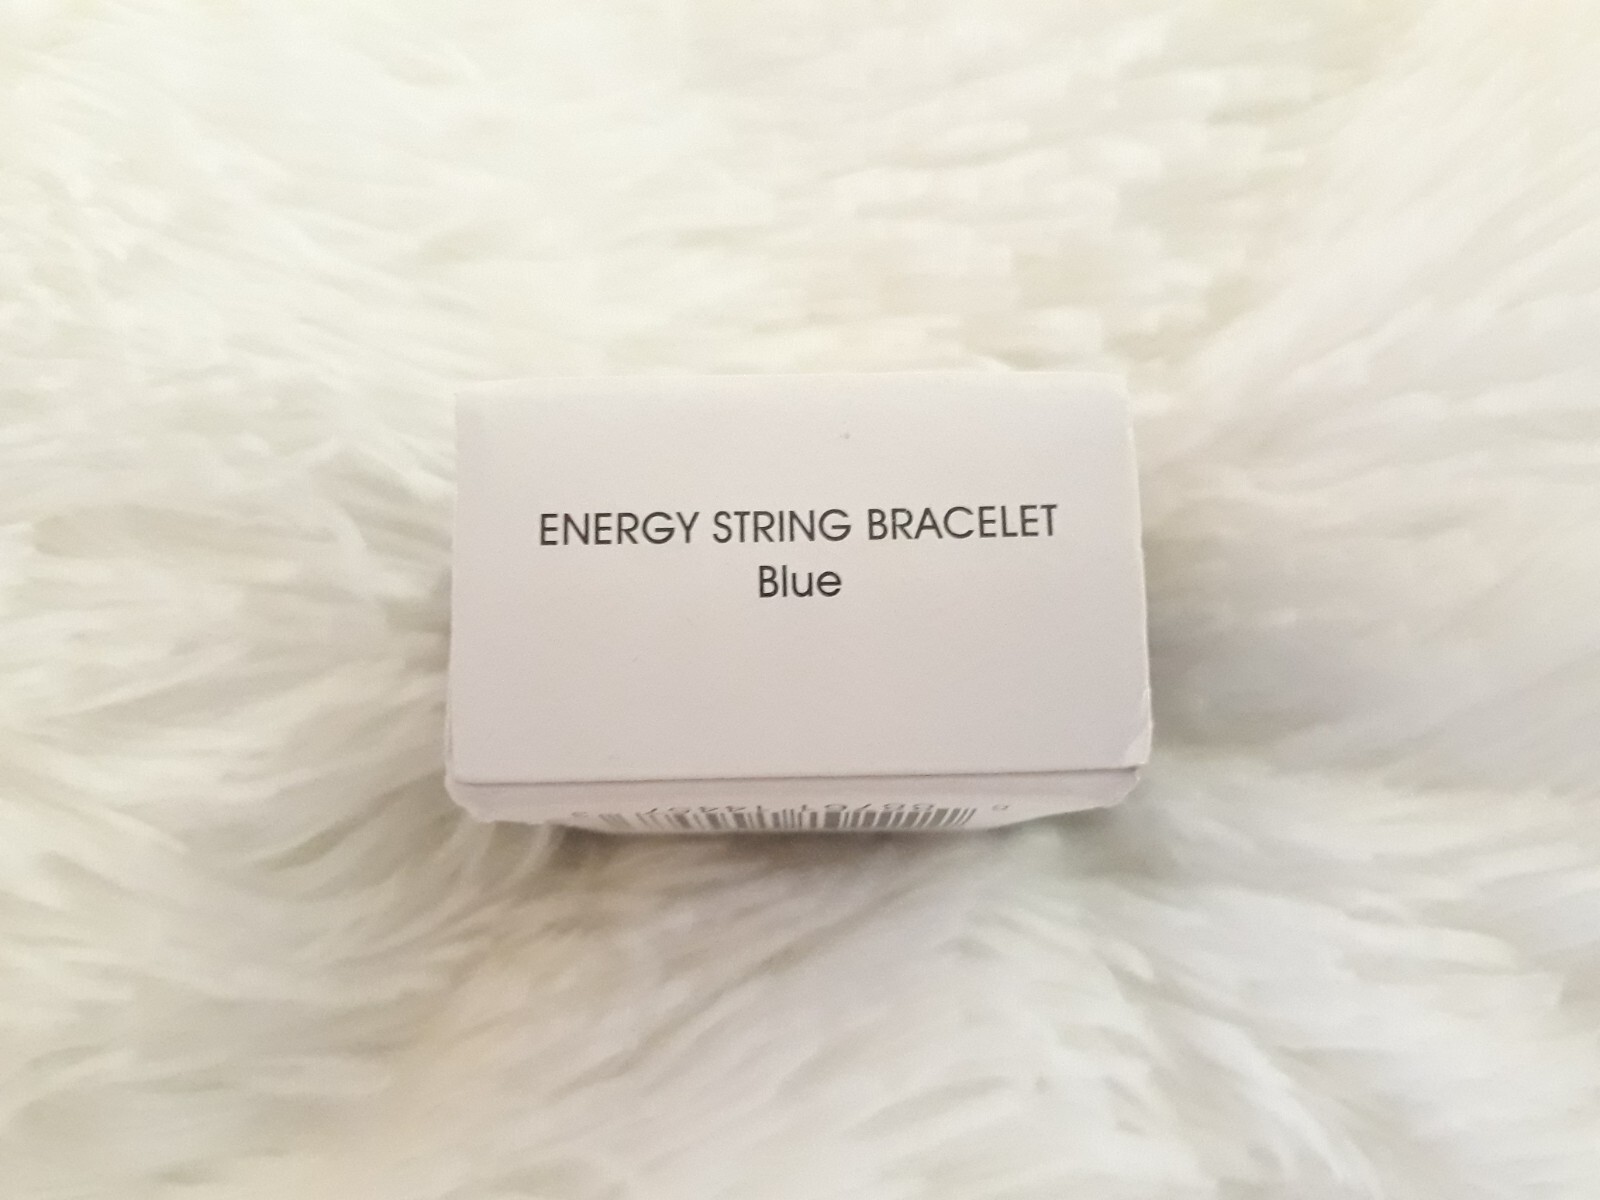 ENERGY STRING BRACELET
Blue